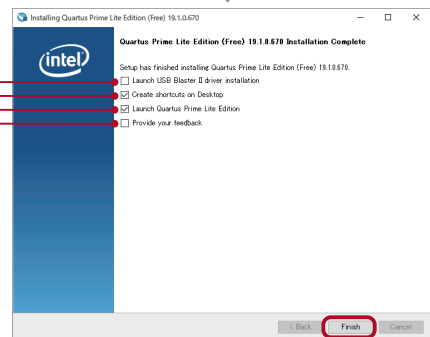 Installing Quartus Prime Lite Edition (Free) 19.1.0.670
Quartus Prime Lite Edition (Free) 19.1.0.670 Installation Complete
intel
Setup has finished installing Quartus Prime Lite Edition (Free) 19.1.0.670.
Launch USB Blaster II driver installation
Create shortcuts on Desktop
Launch Quartus Prime Lite Edition
Provide your feedback
< Back Finish Cancel